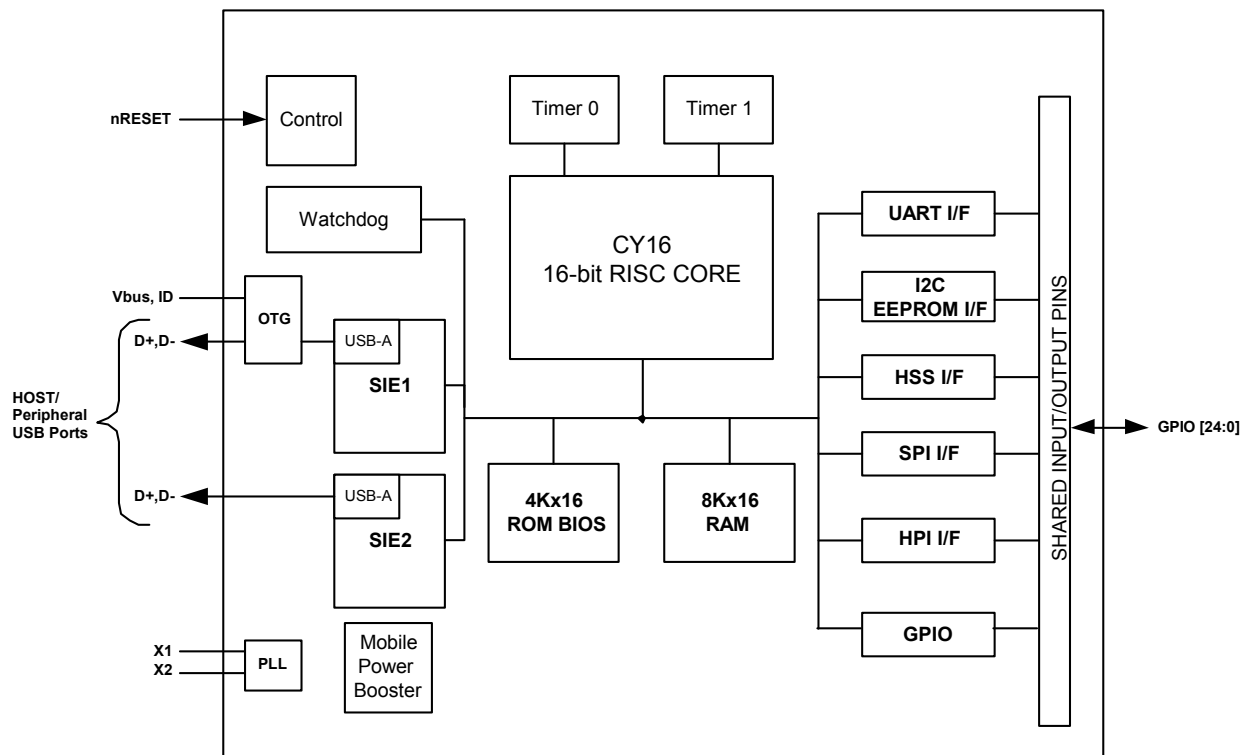 nRESET
Control
Timer 0
Timer 1
Watchdog
CY16
16-bit RISC CORE
Vbus, ID
OTG
D+,D-
USB-A
SIE1
HOST/
Peripheral
USB Ports
D+,D-
USB-A
SIE2
4Kx16
ROM BIOS
8Kx16
RAM
X1
X2
PLL
Mobile
Power
Booster
UART I/F
I2C
EEPROM I/F
HSS I/F
SPI I/F
HPI I/F
GPIO
SHARED INPUT/OUTPUT PINS
GPIO [24:0]